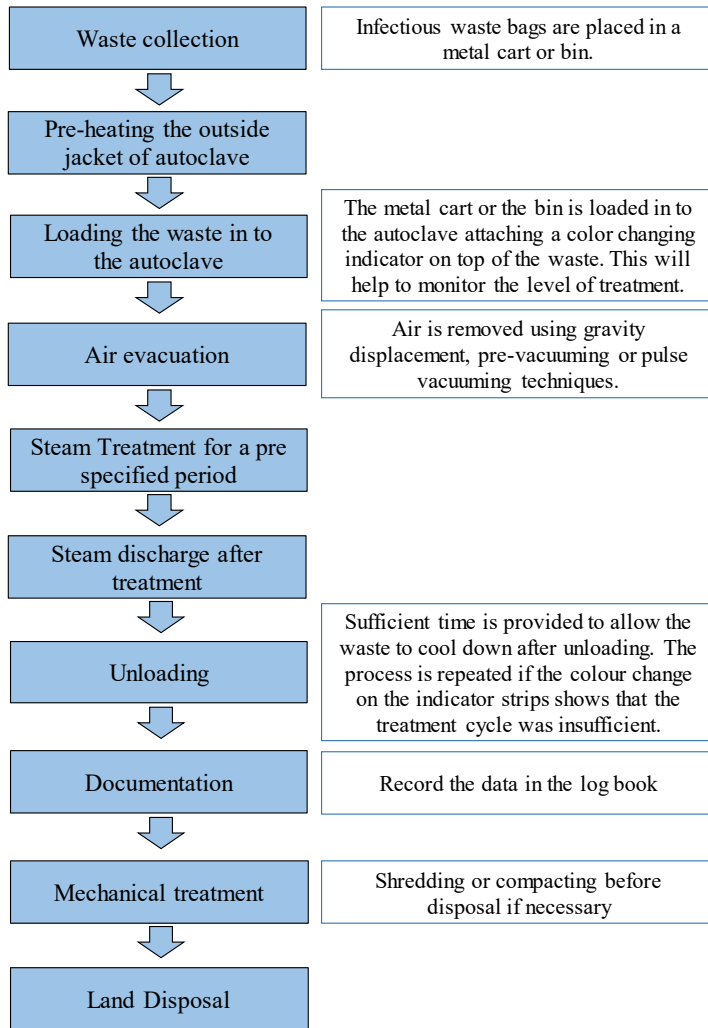 Waste collection
Infectious waste bags are placed in a
metal cart or bin.
Pre-heating the outside
jacket of autoclave
Loading the waste in to
the autoclave
The metal cart or the bin is loaded in to
the autoclave attaching a color changing
indicator on top of the waste. This will
help to monitor the level of treatment.
Air evacuation
Air is removed using gravity
displacement, pre-vacuuming or pulse
vacuuming techniques.
Steam Treatment for a pre
specified period
Steam discharge after
treatment
Unloading
Sufficient time is provided to allow the
waste to cool down after unloading. The
process is repeated if the colour change
on the indicator strips shows that the
treatment cycle was insufficient.
Documentation
Record the data in the log book
Mechanical treatment
Shredding or compacting before
disposal if necessary
Land Disposal